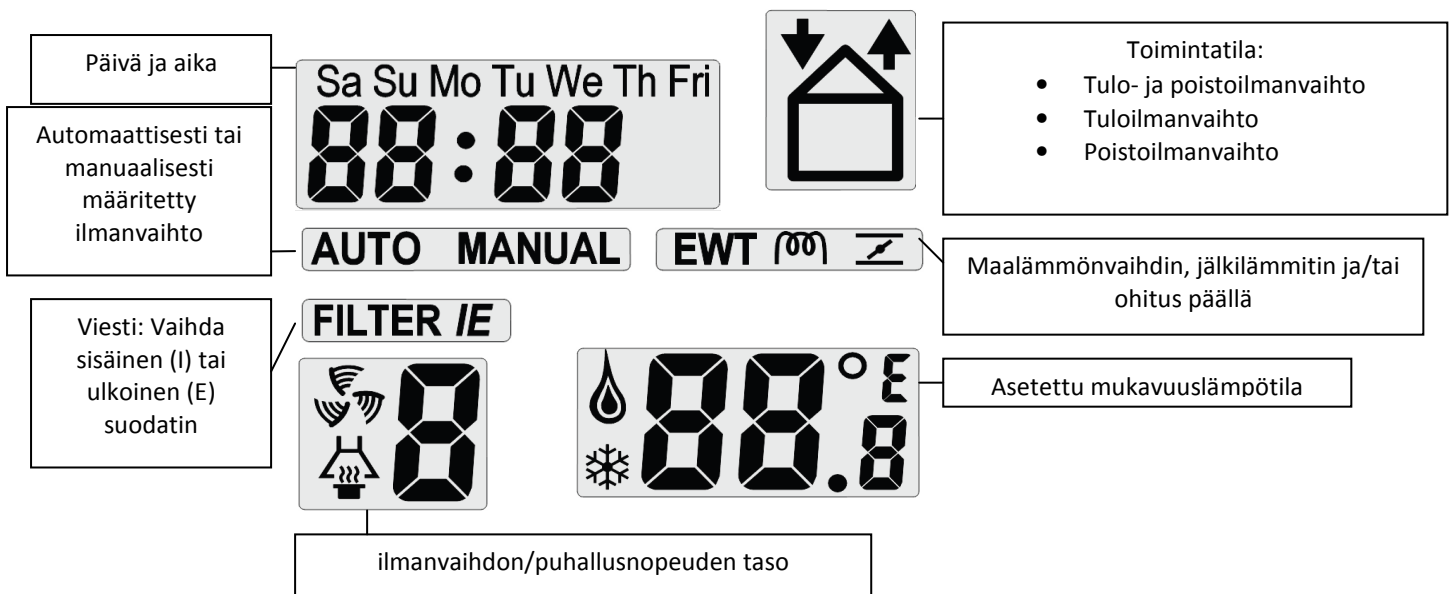 Päivä ja aika
Sa Su Mo Tu We Th Fri
88:88
Toimintatila:
• Tulo- ja poistoilmanvaihto
• Tuloilmanvaihto
• Poistoilmanvaihto
Automaattisesti tai
manuaalisesti
määritetty
ilmanvaihto
AUTO MANUAL
EWT
Maalämmönvaihdin, jälkilämmitin ja/tai
ohitus päällä
Viesti: Vaihda
sisäinen (I) tai
ulkoinen (E)
suodatin
FILTER IE
8
88.8°E
Asetettu mukavuuslämpötila
ilmanvaihdon/puhallusnopeuden taso